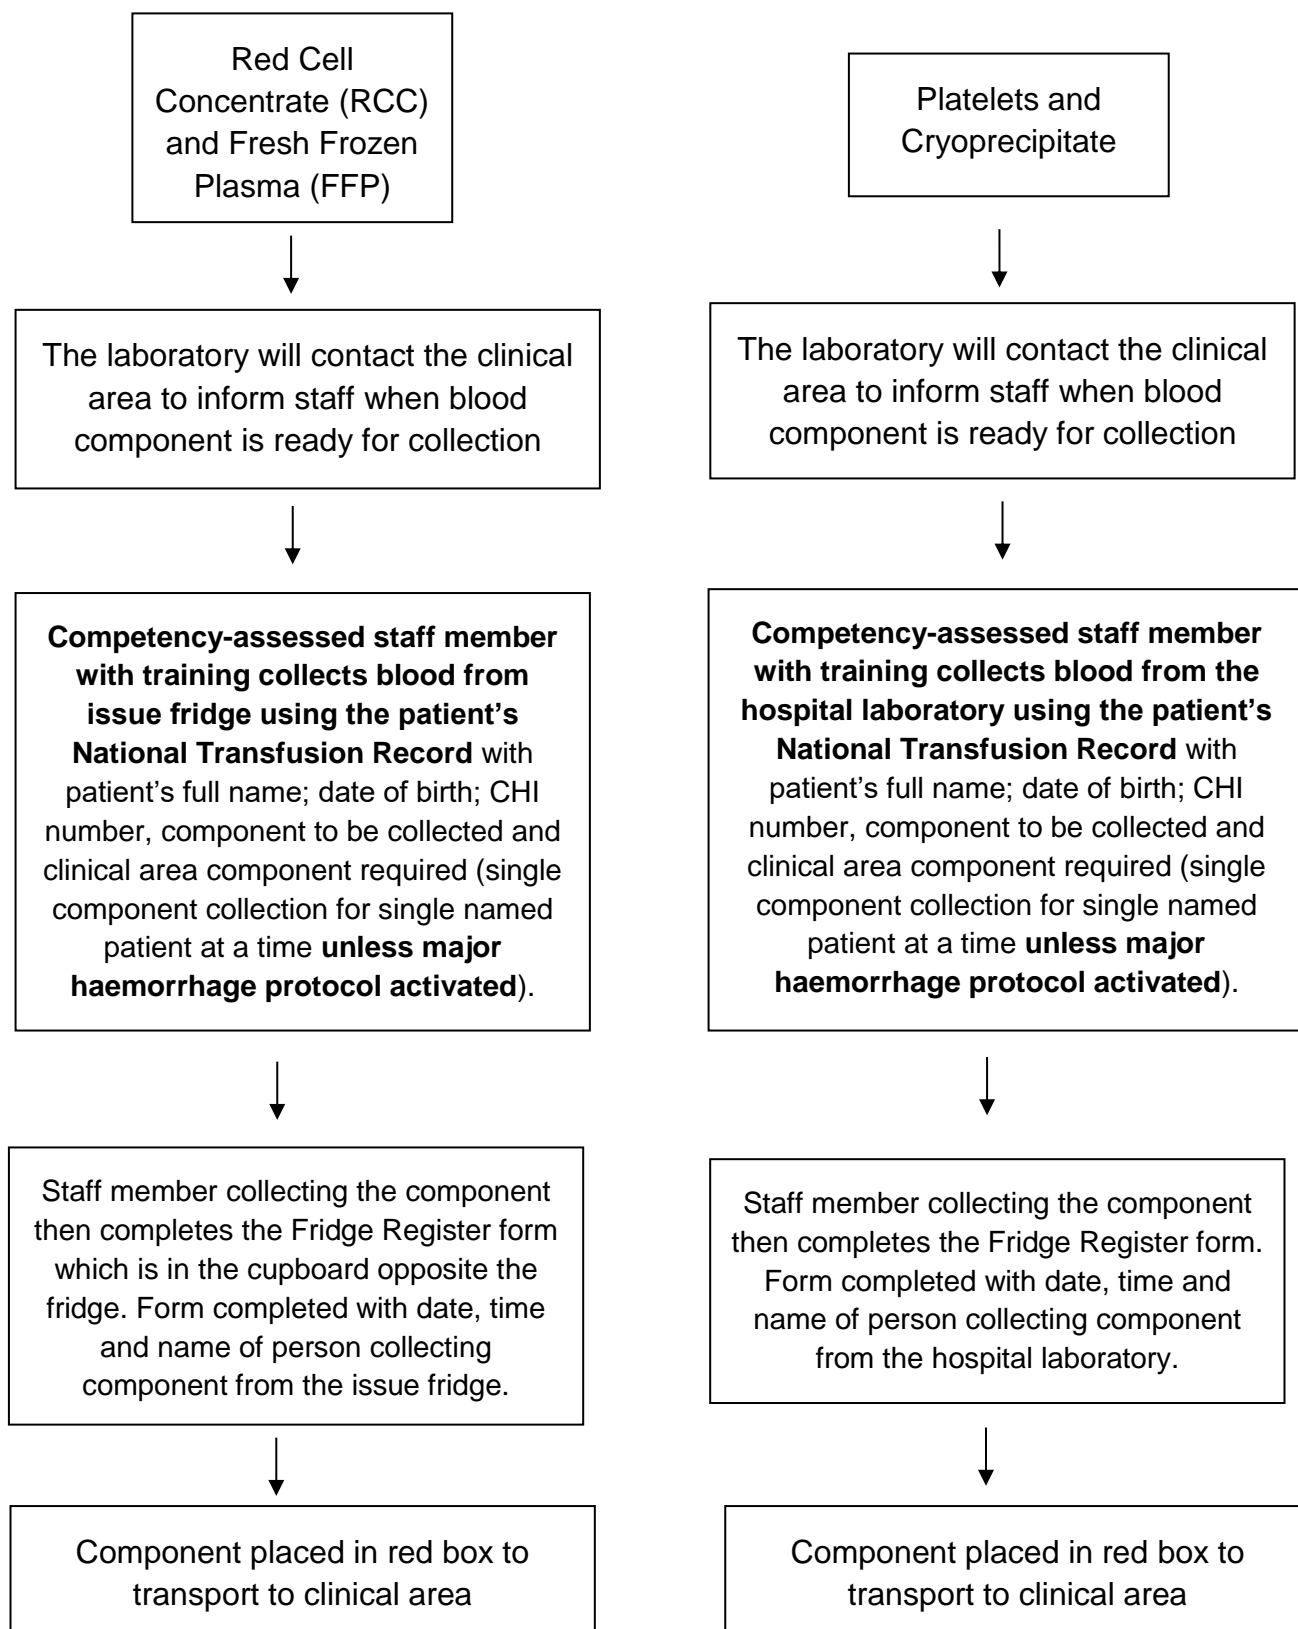 Red Cell
Concentrate (RCC)
and Fresh Frozen
Plasma (FFP)
The laboratory will contact the clinical
area to inform staff when blood
component is ready for collection
Competency-assessed staff member
with training collects blood from
issue fridge using the patient’s
National Transfusion Record with
patient’s full name; date of birth; CHI
number, component to be collected and
clinical area component required (single
component collection for single named
patient at a time unless major
haemorrhage protocol activated).
Staff member collecting the component
then completes the Fridge Register form
which is in the cupboard opposite the
fridge. Form completed with date, time
and name of person collecting
component from the issue fridge.
Component placed in red box to
transport to clinical area
Platelets and
Cryoprecipitate
The laboratory will contact the clinical
area to inform staff when blood
component is ready for collection
Competency-assessed staff member
with training collects blood from the
hospital laboratory using the patient’s
National Transfusion Record with
patient’s full name; date of birth; CHI
number, component to be collected and
clinical area component required (single
component collection for single named
patient at a time unless major
haemorrhage protocol activated).
Staff member collecting the component
then completes the Fridge Register form.
Form completed with date, time and
name of person collecting component
from the hospital laboratory.
Component placed in red box to
transport to clinical area